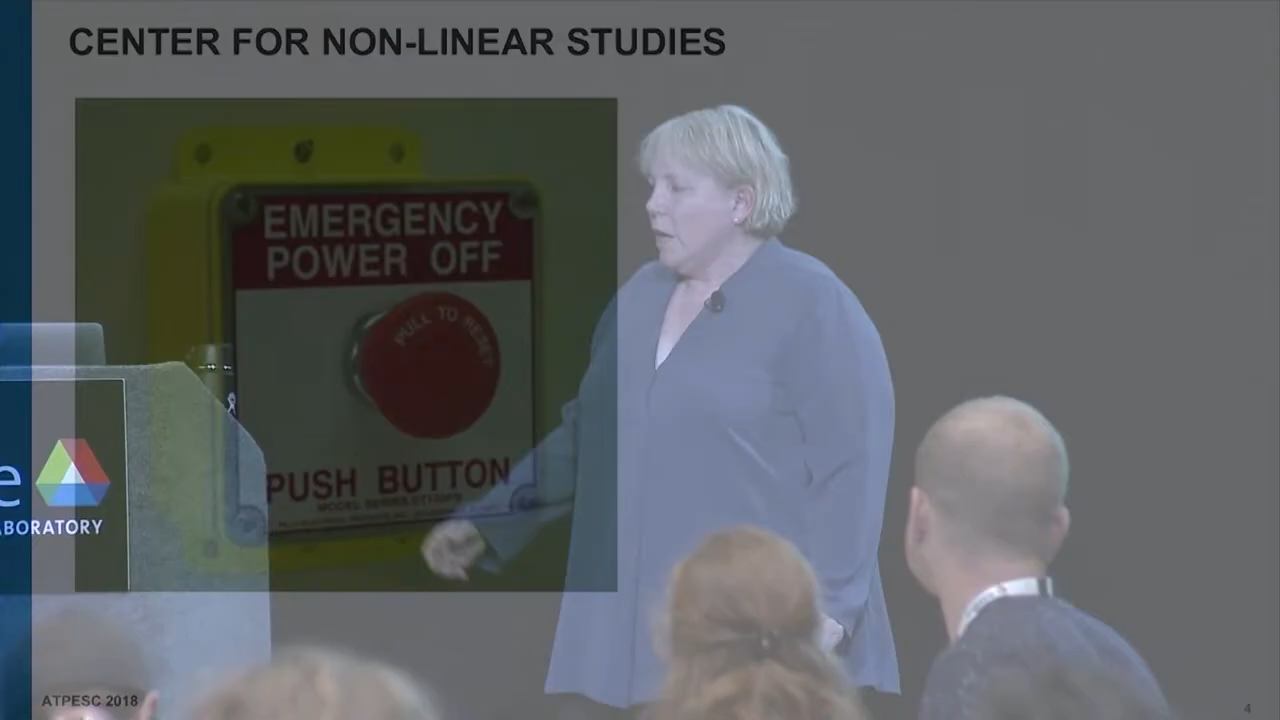 CENTER FOR NON-LINEAR STUDIES
EMERGENCY
POWER OFF
PULL TO RESET
PUSH BUTTON
e
ABORATORY
ATPESC 2018
4